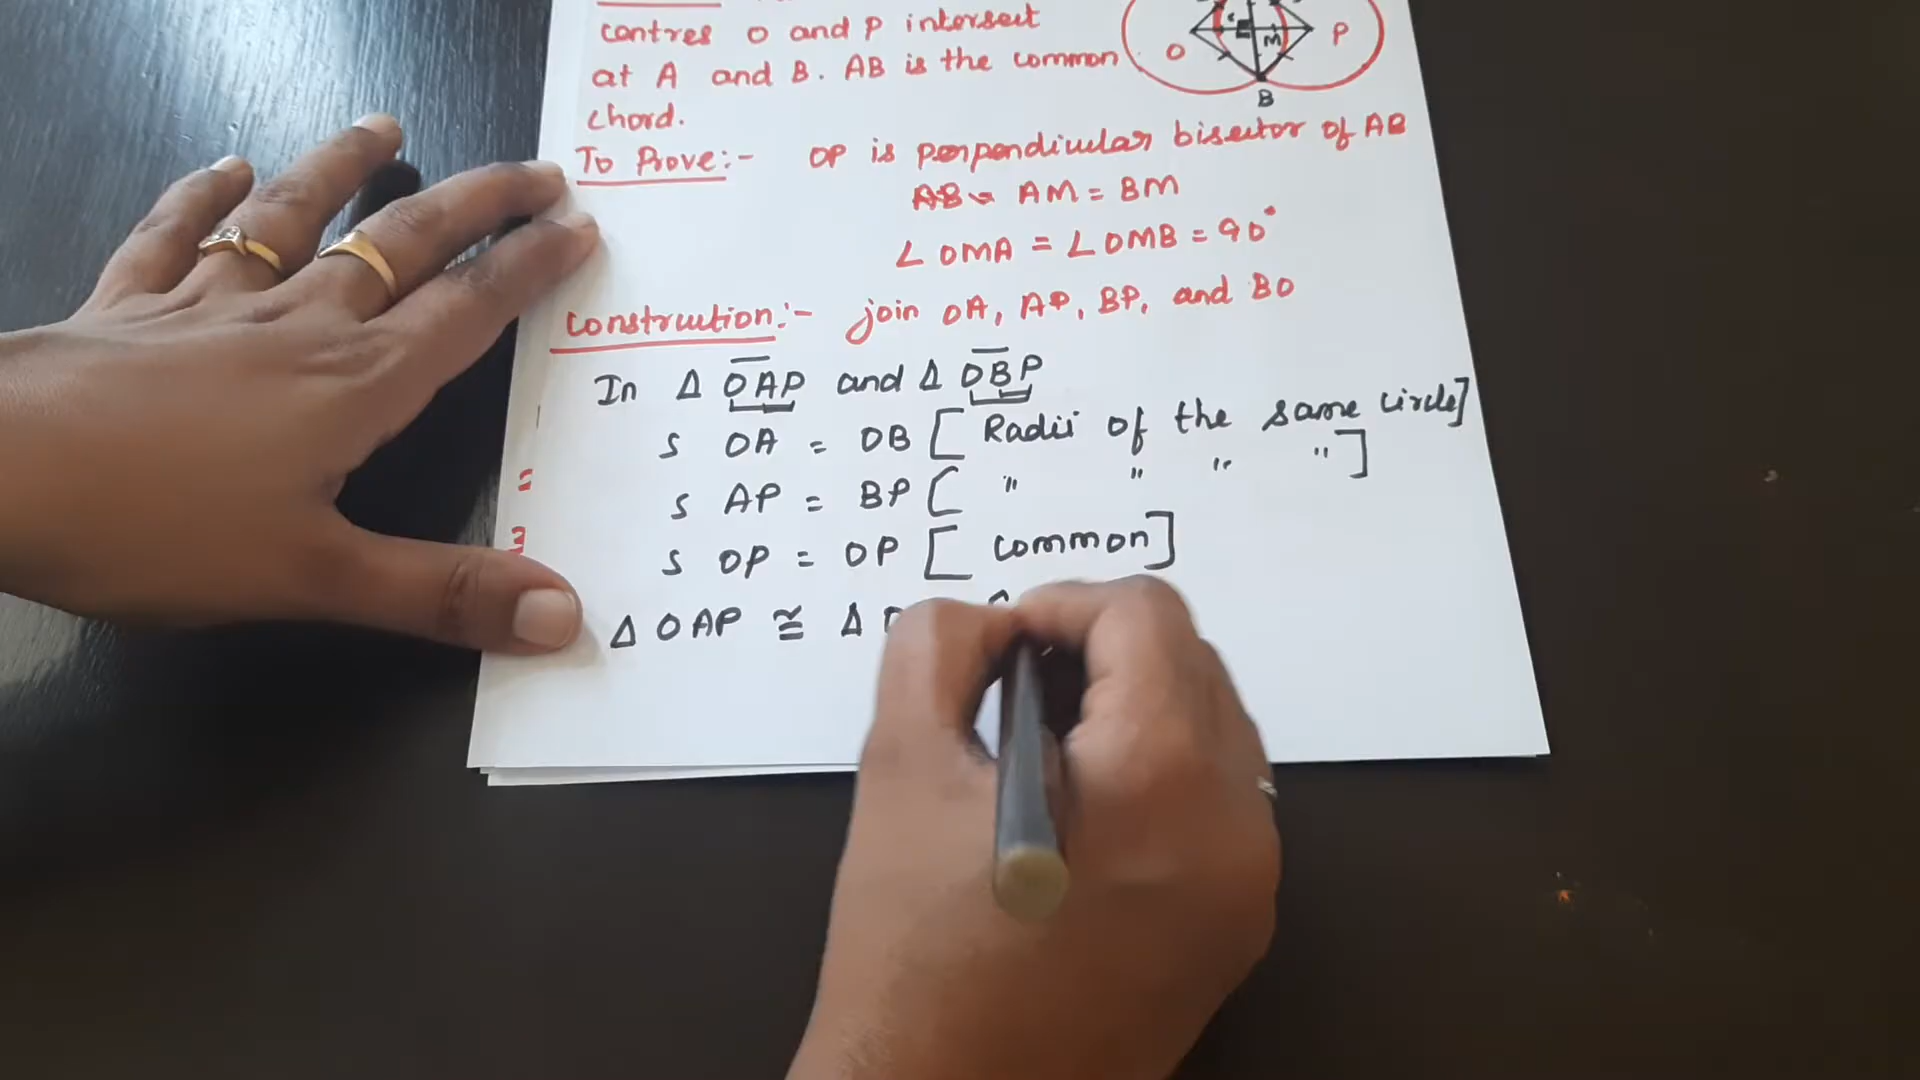 centres O and P intersect
at A and B. AB is the common
chord.
To Prove:- OP is perpendicular bisector of AB
AM = BM
∠OMA = ∠OMB = 90°
construction:- join OA, AP, BP, and BO
In Δ OAP and Δ OBP
S OA = OB [Radii of the same circle]
S AP = BP [ " " " " ]
S OP = OP [common]
Δ OAP ≅ Δ
O
M
P
B